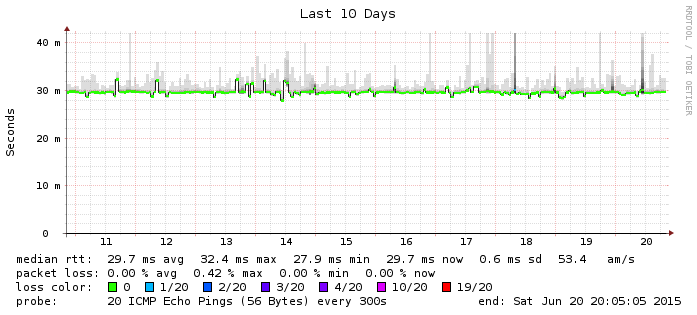 Last 10 Days
RRDTOOL / TOBI OETIKER
Seconds
40 m
30 m
20 m
10 m
0
11 12 13 14 15 16 17 18 19 20
median rtt: 29.7 ms avg 32.4 ms max 27.9 ms min 29.7 ms now 0.6 ms sd 53.4 am/s
packet loss: 0.00 % avg 0.42 % max 0.00 % min 0.00 % now
loss color: 0 1/20 2/20 3/20 4/20 10/20 19/20
probe: 20 ICMP Echo Pings (56 Bytes) every 300s end: Sat Jun 20 20:05:05 2015